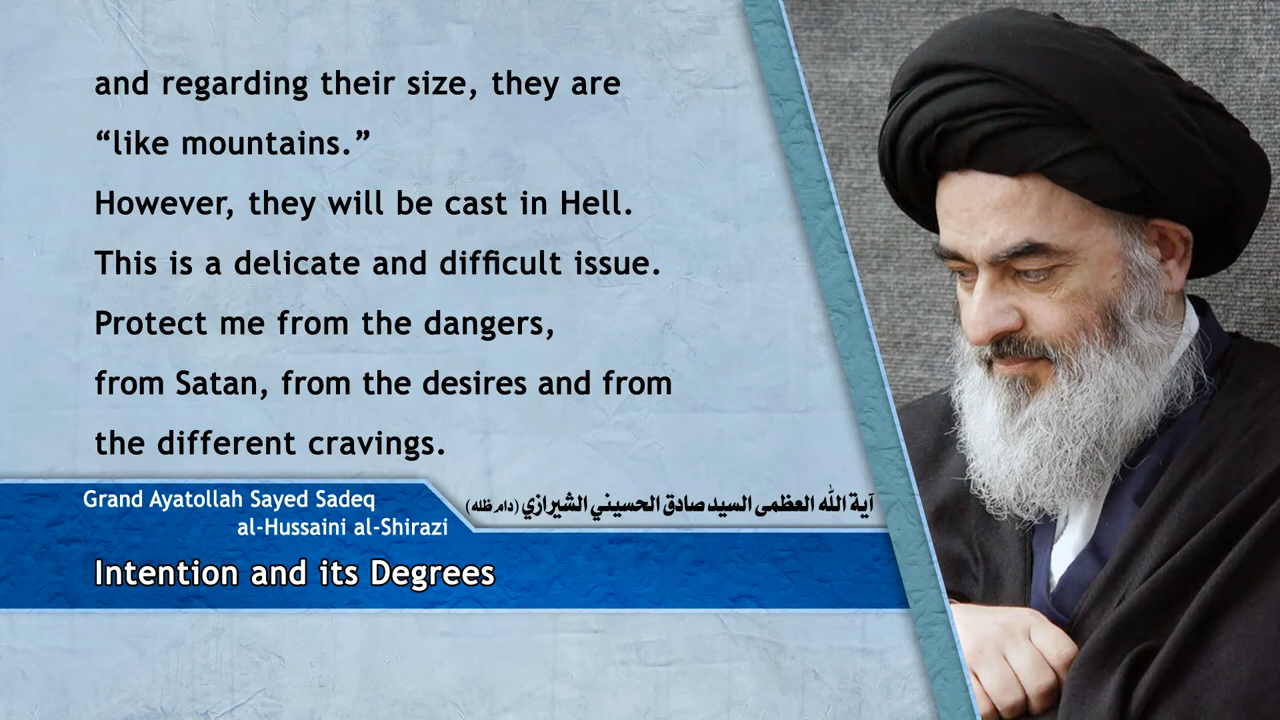 and regarding their size, they are
“like mountains.”
However, they will be cast in Hell.
This is a delicate and difficult issue.
Protect me from the dangers,
from Satan, from the desires and from
the different cravings.
Grand Ayatollah Sayed Sadeq
al-Hussaini al-Shirazi
آية الله العظمى السيد صادق الحسيني الشيرازي (دام ظله)
Intention and its Degrees